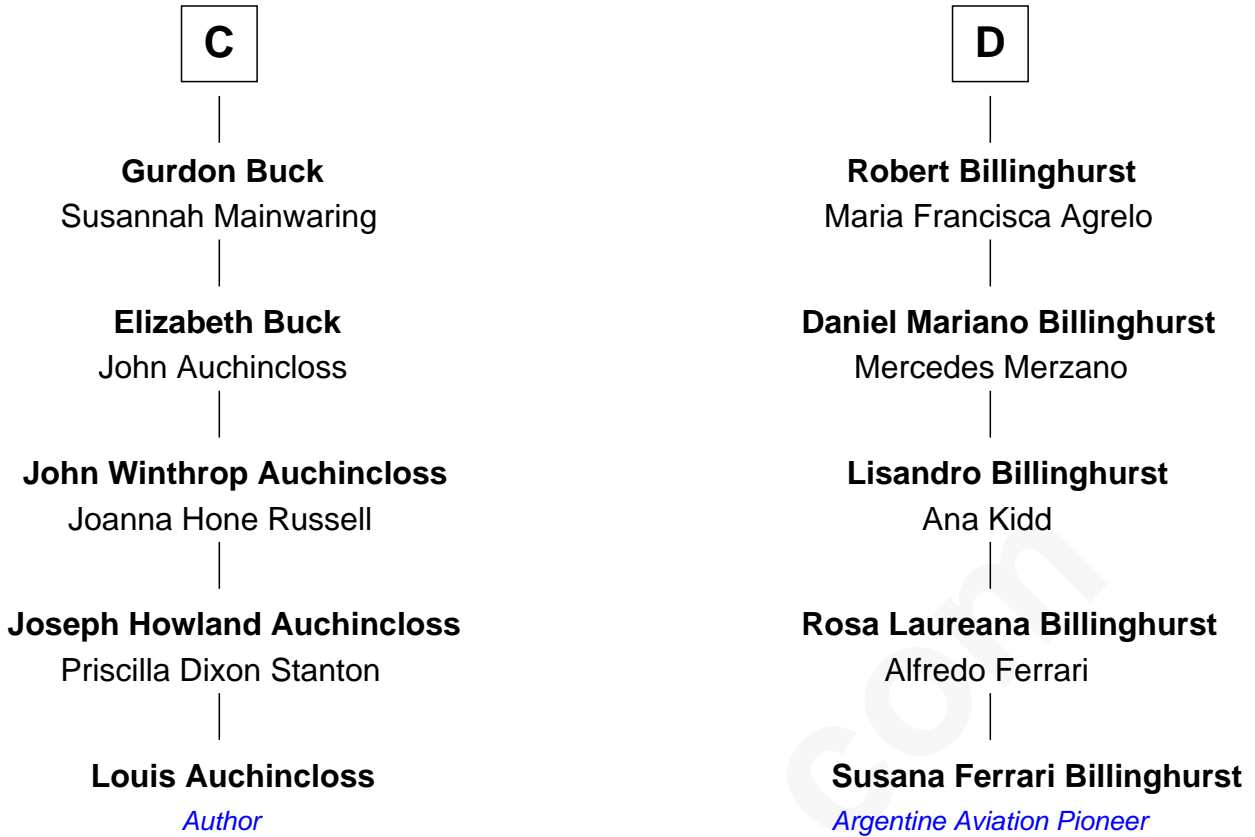 C
Gurdon Buck
Susannah Mainwaring
Elizabeth Buck
John Auchincloss
John Winthrop Auchincloss
Joanna Hone Russell
Joseph Howland Auchincloss
Priscilla Dixon Stanton
Louis Auchincloss
Author
D
Robert Billinghurst
Maria Francisca Agrelo
Daniel Mariano Billinghurst
Mercedes Merzano
Lisandro Billinghurst
Ana Kidd
Rosa Laureana Billinghurst
Alfredo Ferrari
Susana Ferrari Billinghurst
Argentine Aviation Pioneer
com